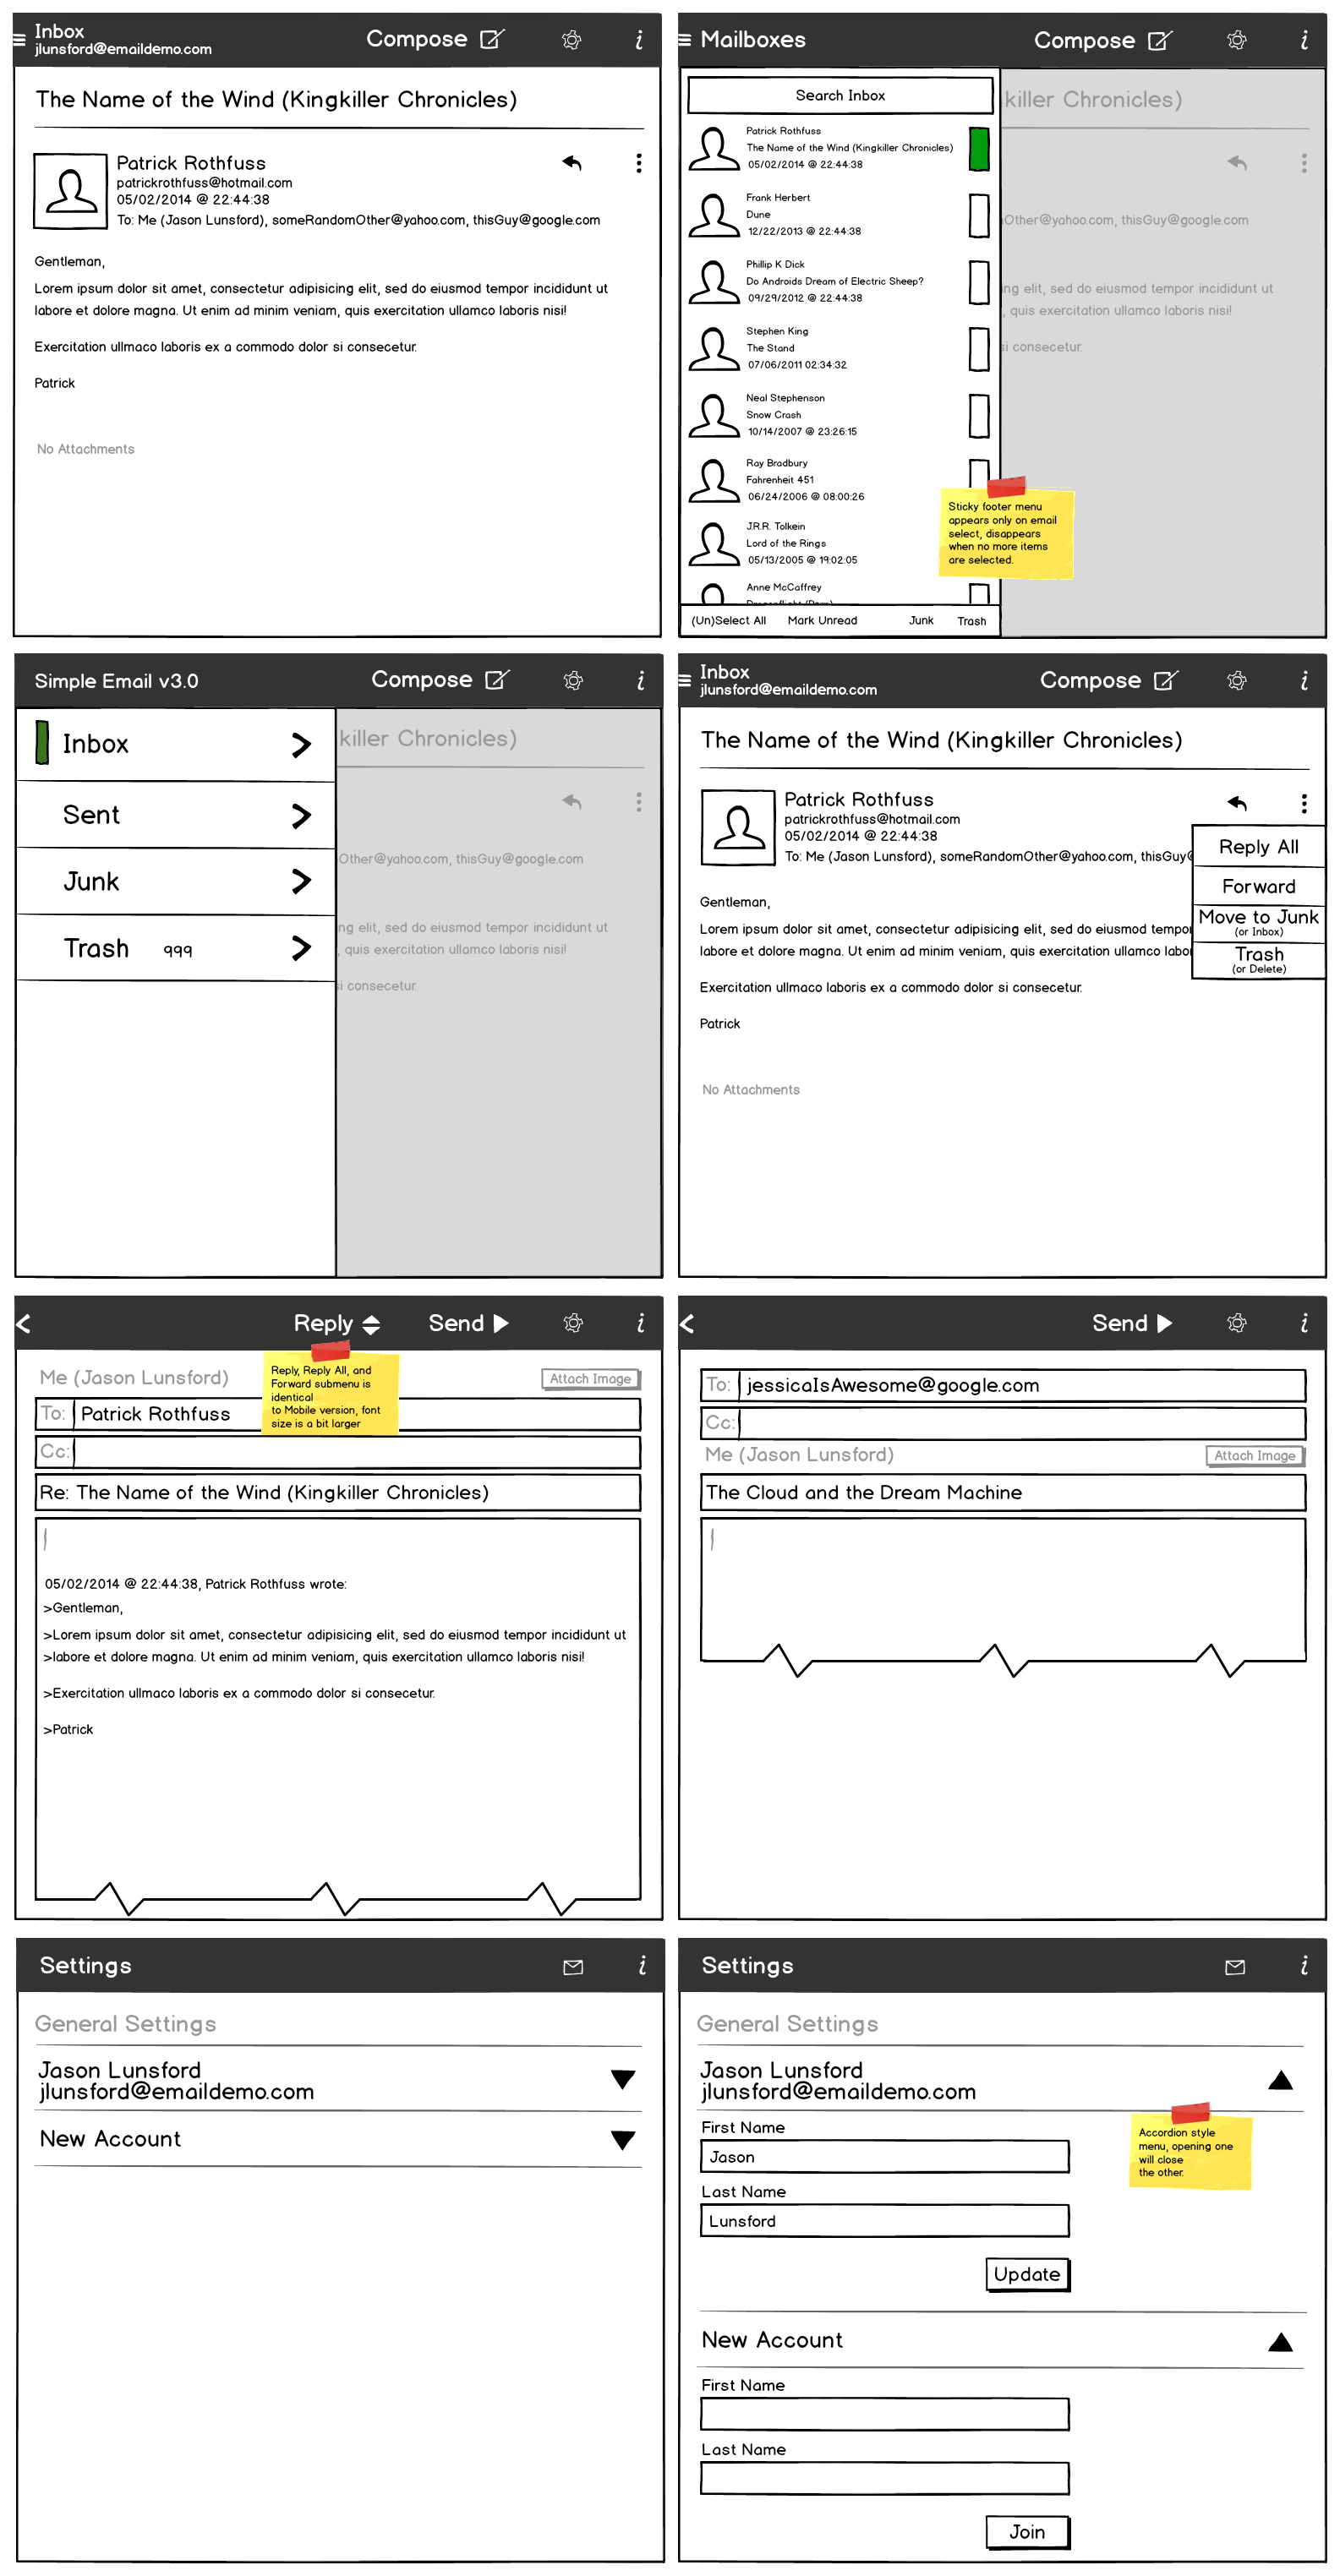 Inbox
jlunsford@emaildemo.com
Compose
i
The Name of the Wind (Kingkiller Chronicles)
Patrick Rothfuss
patrickrothfuss@hotmail.com
05/02/2014 @ 22:44:38
To: Me (Jason Lunsford), someRandomOther@yahoo.com, thisGuy@google.com
Gentleman,
Lorem ipsum dolor sit amet, consectetur adipisicing elit, sed do eiusmod tempor incididunt ut
labore et dolore magna. Ut enim ad minim veniam, quis exercitation ullamco laboris nisi!
Exercitation ullmaco laboris ex a commodo dolor si consecetur.
Patrick
No Attachments
Mailboxes
Compose
i
Search Inbox
killer Chronicles)
Patrick Rothfuss
The Name of the Wind (Kingkiller Chronicles)
05/02/2014 @ 22:44:38
Frank Herbert
Dune
12/22/2013 @ 22:44:38
Other@yahoo.com, thisGuy@google.com
Phillip K Dick
Do Androids Dream of Electric Sheep?
09/29/2012 @ 22:44:38
ing elit, sed do eiusmod tempor incididunt ut
, quis exercitation ullamco laboris nisi!
Stephen King
The Stand
07/06/2011 02:34:32
si consecetur.
Neal Stephenson
Snow Crash
10/14/2007 @ 23:26:15
Ray Bradbury
Fahrenheit 451
06/24/2006 @ 08:00:26
J.R.R. Tolkein
Lord of the Rings
05/13/2005 @ 19:02:05
Anne McCaffrey
Sticky footer menu
appears only on email
select, disappears
when no more items
are selected.
(Un)Select All Mark Unread Junk Trash
Simple Email v3.0
Compose
i
Inbox
Sent
Junk
Trash 999
killer Chronicles)
Other@yahoo.com, thisGuy@google.com
ng elit, sed do eiusmod tempor incididunt ut
, quis exercitation ullamco laboris nisi!
si consecetur.
Inbox
jlunsford@emaildemo.com
Compose
i
The Name of the Wind (Kingkiller Chronicles)
Patrick Rothfuss
patrickrothfuss@hotmail.com
05/02/2014 @ 22:44:38
To: Me (Jason Lunsford), someRandomOther@yahoo.com, thisGuy@
Reply All
Forward
Move to Junk
(or Inbox)
Trash
(or Delete)
Gentleman,
Lorem ipsum dolor sit amet, consectetur adipisicing elit, sed do eiusmod tempor
labore et dolore magna. Ut enim ad minim veniam, quis exercitation ullamco labor
Exercitation ullmaco laboris ex a commodo dolor si consecetur.
Patrick
No Attachments
Reply
Send
i
Me (Jason Lunsford)
Attach Image
Reply, Reply All, and
Forward submenu is
identical
to Mobile version, font
size is a bit larger
To: Patrick Rothfuss
Cc:
Re: The Name of the Wind (Kingkiller Chronicles)
05/02/2014 @ 22:44:38, Patrick Rothfuss wrote:
>Gentleman,
>Lorem ipsum dolor sit amet, consectetur adipisicing elit, sed do eiusmod tempor incididunt ut
>labore et dolore magna. Ut enim ad minim veniam, quis exercitation ullamco laboris nisi!
>Exercitation ullmaco laboris ex a commodo dolor si consecetur.
>Patrick
Send
i
To: jessicaIsAwesome@google.com
Cc:
Me (Jason Lunsford)
Attach Image
The Cloud and the Dream Machine
Settings
i
General Settings
Jason Lunsford
jlunsford@emaildemo.com
New Account
Settings
i
General Settings
Jason Lunsford
jlunsford@emaildemo.com
First Name
Jason
Last Name
Lunsford
Update
Accordion style
menu, opening one
will close
the other.
New Account
First Name
Last Name
Join